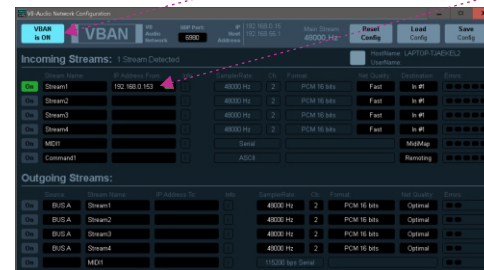 VB-Audio Network Configuration
VBAN is ON VBAN VB Audio Network UDP Port: 6980 IP Host Address 192.168.0.15 192.168.66.1 Main Stream 48000 Hz Reset Config Load Config Save Config
Incoming Streams: 1 Stream Detected HostName: LAPTOP-TJAEKEL2
UserName:
Stream Name IP Address From Info SampleRate Ch Format Net Quality Destination Errors
On Stream1 192.168.0.153 48000 Hz 2 PCM 16 bits Fast In #1
On Stream2 48000 Hz 2 PCM 16 bits Fast In #1
On Stream3 48000 Hz 2 PCM 16 bits Fast In #1
On Stream4 48000 Hz 2 PCM 16 bits Fast In #1
On MIDI1 Serial MidiMap
On Command1 ASCII Remoting
Outgoing Streams:
Source Stream Name IP Address To Info SampleRate Ch Format Net Quality Errors
On BUS A Stream1 48000 Hz 2 PCM 16 bits Optimal
On BUS A Stream2 48000 Hz 2 PCM 16 bits Optimal
On BUS A Stream3 48000 Hz 2 PCM 16 bits Optimal
On BUS A Stream4 48000 Hz 2 PCM 16 bits Optimal
On MIDI1 115200 bps Serial